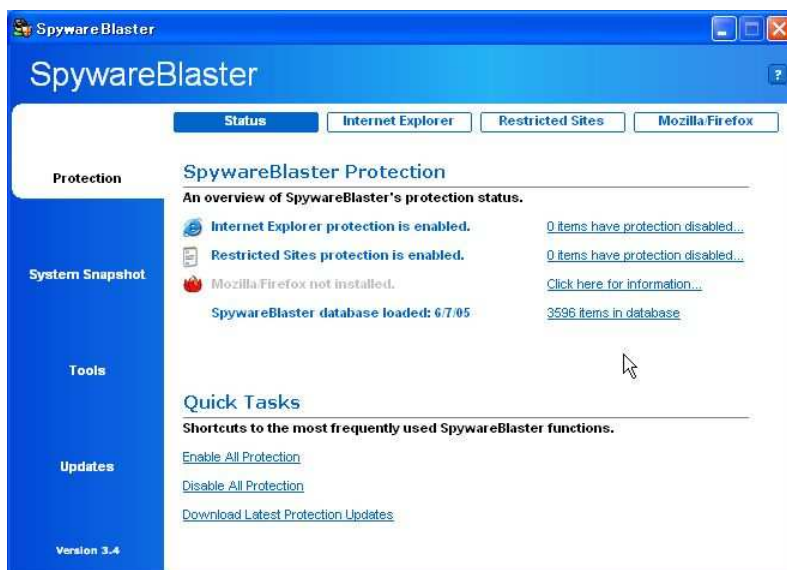 SpywareBlaster
SpywareBlaster
?
Status
Internet Explorer
Restricted Sites
Mozilla/Firefox
Protection
System Snapshot
Tools
Updates
Version 3.4
SpywareBlaster Protection
An overview of SpywareBlaster's protection status.
Internet Explorer protection is enabled. 0 items have protection disabled...
Restricted Sites protection is enabled. 0 items have protection disabled...
Mozilla/Firefox not installed. Click here for information...
SpywareBlaster database loaded: 6/7/05 3596 items in database
Quick Tasks
Shortcuts to the most frequently used SpywareBlaster functions.
Enable All Protection
Disable All Protection
Download Latest Protection Updates